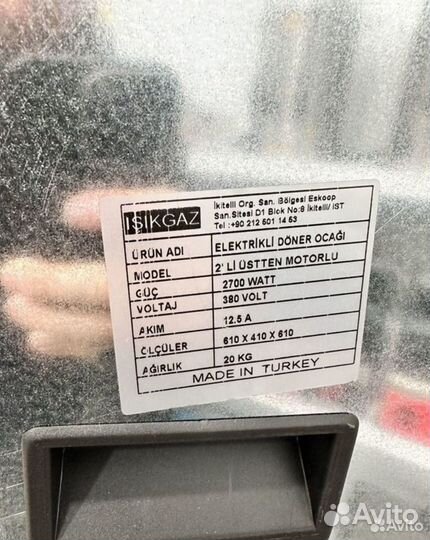 ISIKGAZ
İkitelli Org. San. Bölgesi Eskoop
San.Sitesi D1 Blok No:8 İkitelli/ IST
Tel :+90 212 501 14 53
ÜRÜN ADI ELEKTRİKLİ DÖNER OCAĞI
MODEL 2' Lİ ÜSTTEN MOTORLU
GÜÇ 2700 WATT
VOLTAJ 380 VOLT
AKIM 12.5 A
ÖLÇÜLER 610 X 410 X 610
AĞIRLIK 20 KG
MADE IN TURKEY
Avito
Avito